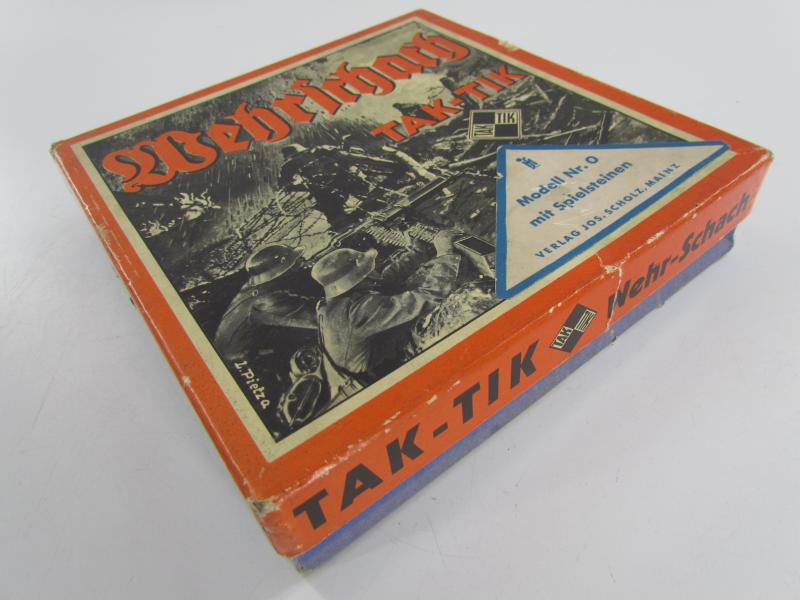 Wehrschach
TAK-TIK
TAK TIK
Modell Nr. 0
mit Spielsteinen
VERLAG JOS. SCHOLZ, MAINZ
L. Pietza
TAK-TIK TAK Wehr-Schach